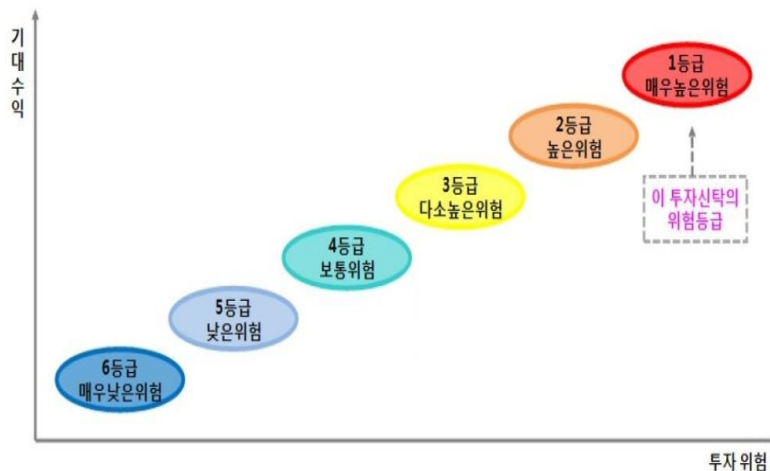 기대수익
1등급
매우높은위험
2등급
높은위험
이 투자신탁의
위험등급
3등급
다소높은위험
4등급
보통위험
5등급
낮은위험
6등급
매우낮은위험
투자 위험